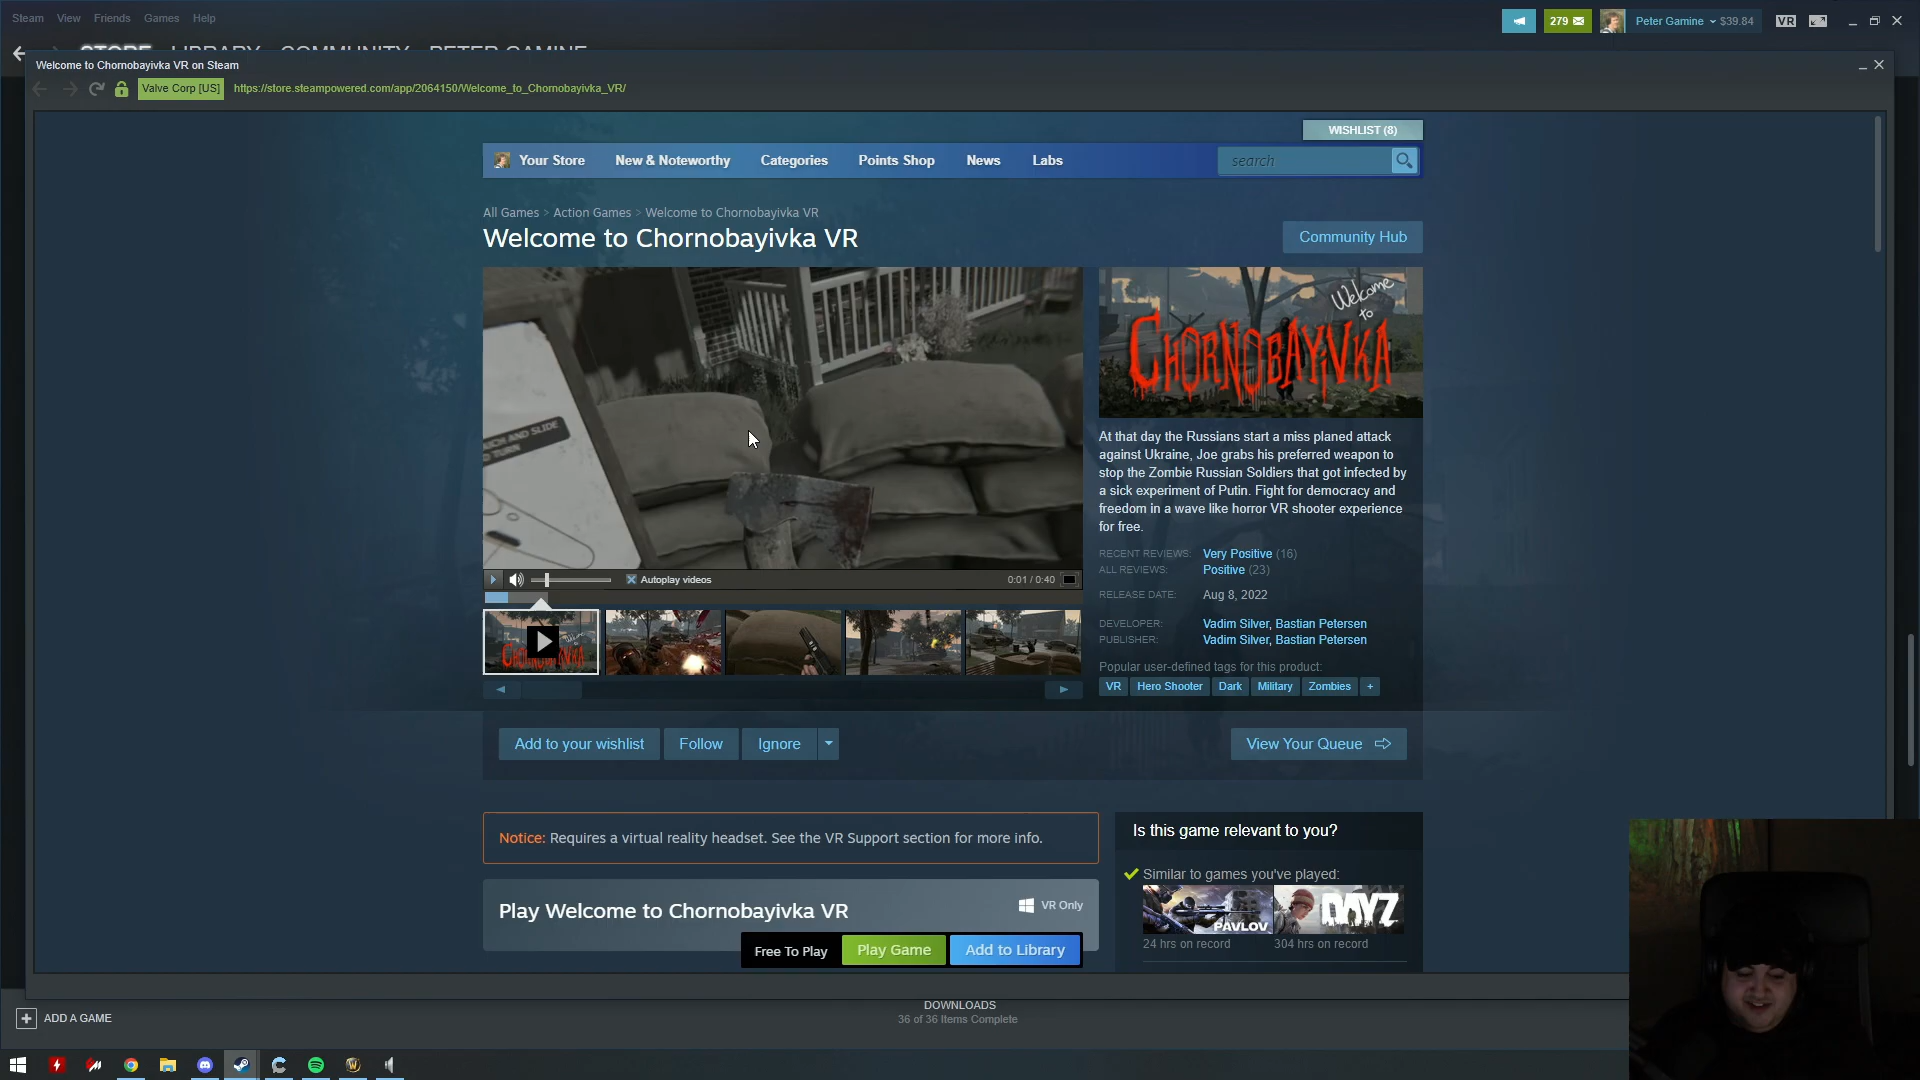 Steam View Friends Games Help
279 Peter Gamine $39.84 VR
STORE LIBRARY COMMUNITY PETER GAMINE
Welcome to Chornobayivka VR on Steam
Valve Corp [US] https://store.steampowered.com/app/2064150/Welcome_to_Chornobayivka_VR/
WISHLIST (8)
Your Store New & Noteworthy Categories Points Shop News Labs search
All Games > Action Games > Welcome to Chornobayivka VR
Welcome to Chornobayivka VR
Community Hub
AND SLIDE
TURN
Welcome
to
CHORNOBAYiVKA
At that day the Russians start a miss planed attack
against Ukraine, Joe grabs his preferred weapon to
stop the Zombie Russian Soldiers that got infected by
a sick experiment of Putin. Fight for democracy and
freedom in a wave like horror VR shooter experience
for free.
RECENT REVIEWS: Very Positive (16)
ALL REVIEWS: Positive (23)
RELEASE DATE: Aug 8, 2022
DEVELOPER: Vadim Silver, Bastian Petersen
PUBLISHER: Vadim Silver, Bastian Petersen
Popular user-defined tags for this product:
VR Hero Shooter Dark Military Zombies +
Autoplay videos 0:01 / 0:40
Add to your wishlist Follow Ignore View Your Queue
Notice: Requires a virtual reality headset. See the VR Support section for more info.
Play Welcome to Chornobayivka VR
VR Only
Free To Play Play Game Add to Library
Is this game relevant to you?
Similar to games you've played:
PAVLOV DAYZ
24 hrs on record 304 hrs on record
ADD A GAME
DOWNLOADS
36 of 36 Items Complete